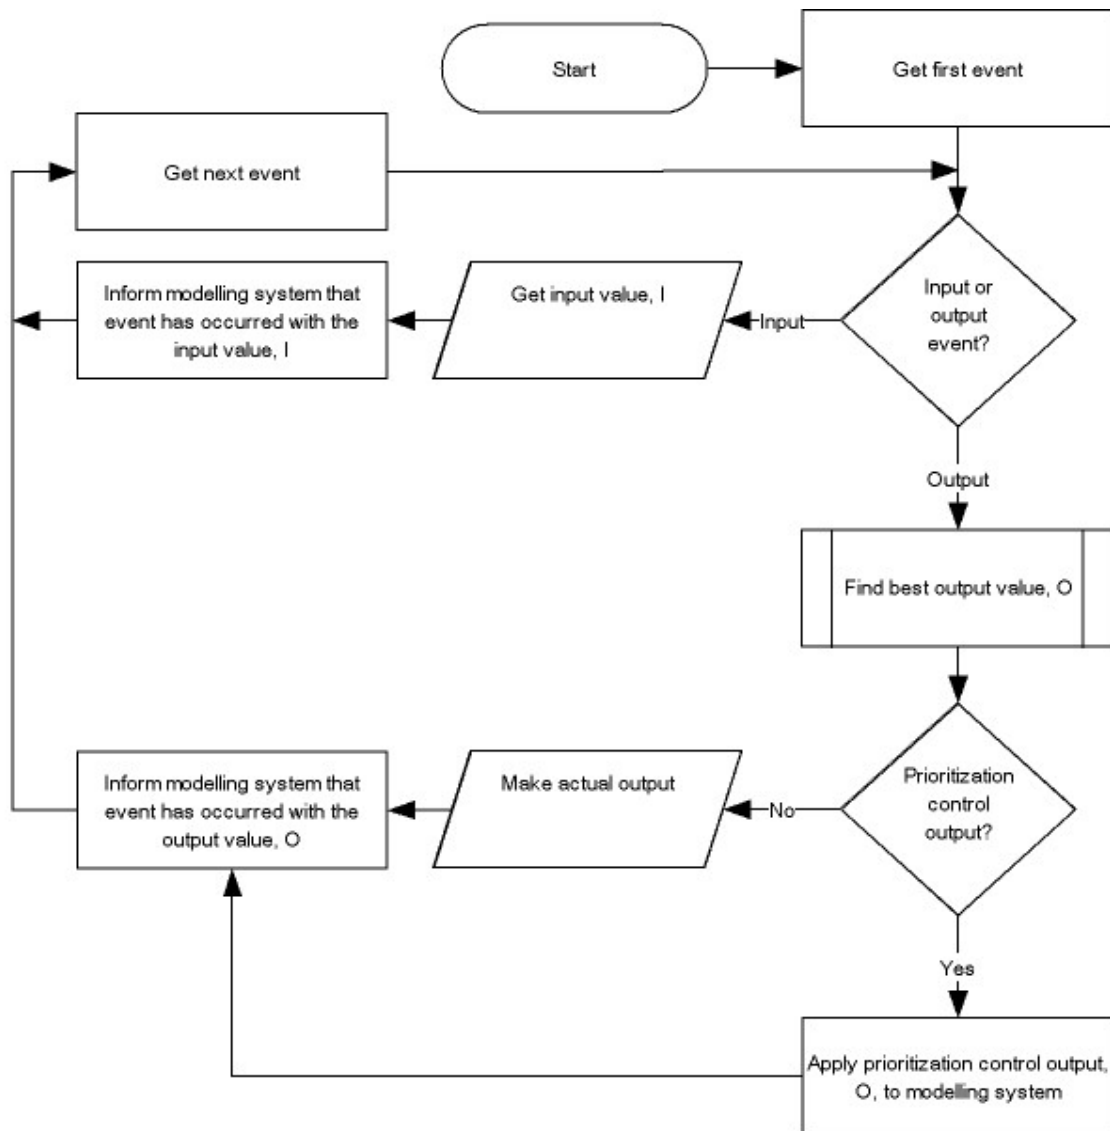 Start
Get first event
Get next event
Input or
output
event?
Input
Get input value, I
Inform modelling system that
event has occurred with the
input value, I
Output
Find best output value, O
Prioritization
control
output?
No
Make actual output
Inform modelling system that
event has occurred with the
output value, O
Yes
Apply prioritization control output,
O, to modelling system